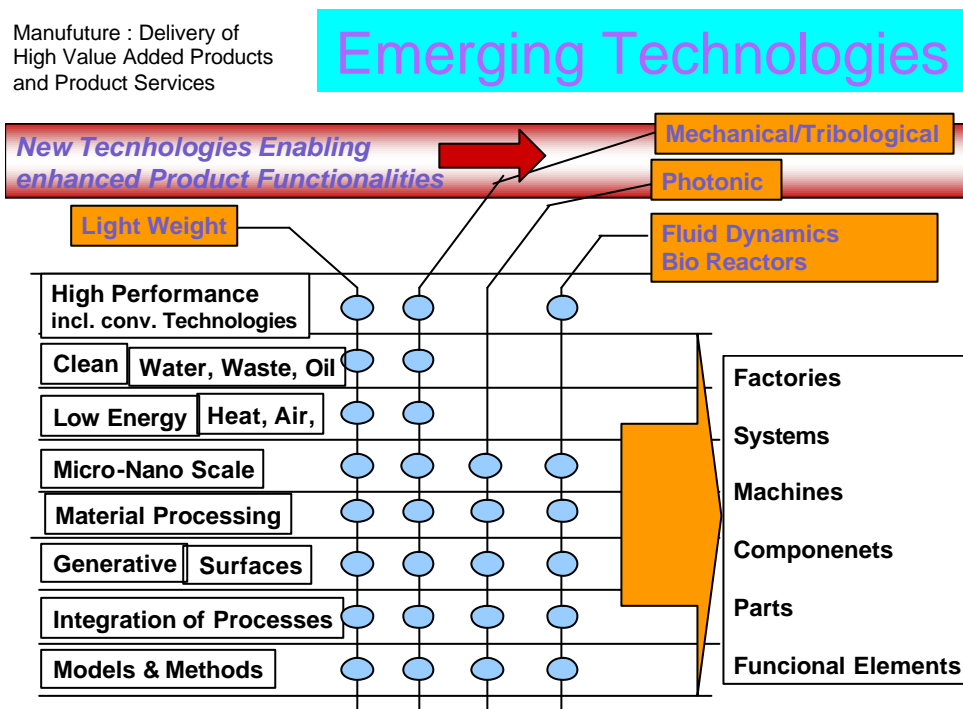 Manufuture : Delivery of
High Value Added Products
and Product Services
Emerging Technologies
New Tecnhologies Enabling
enhanced Product Functionalities
Mechanical/Tribological
Photonic
Light Weight
Fluid Dynamics
Bio Reactors
High Performance
incl. conv. Technologies
Clean
Water, Waste, Oil
Low Energy
Heat, Air,
Micro-Nano Scale
Material Processing
Generative
Surfaces
Integration of Processes
Models & Methods
Factories
Systems
Machines
Componenets
Parts
Funcional Elements